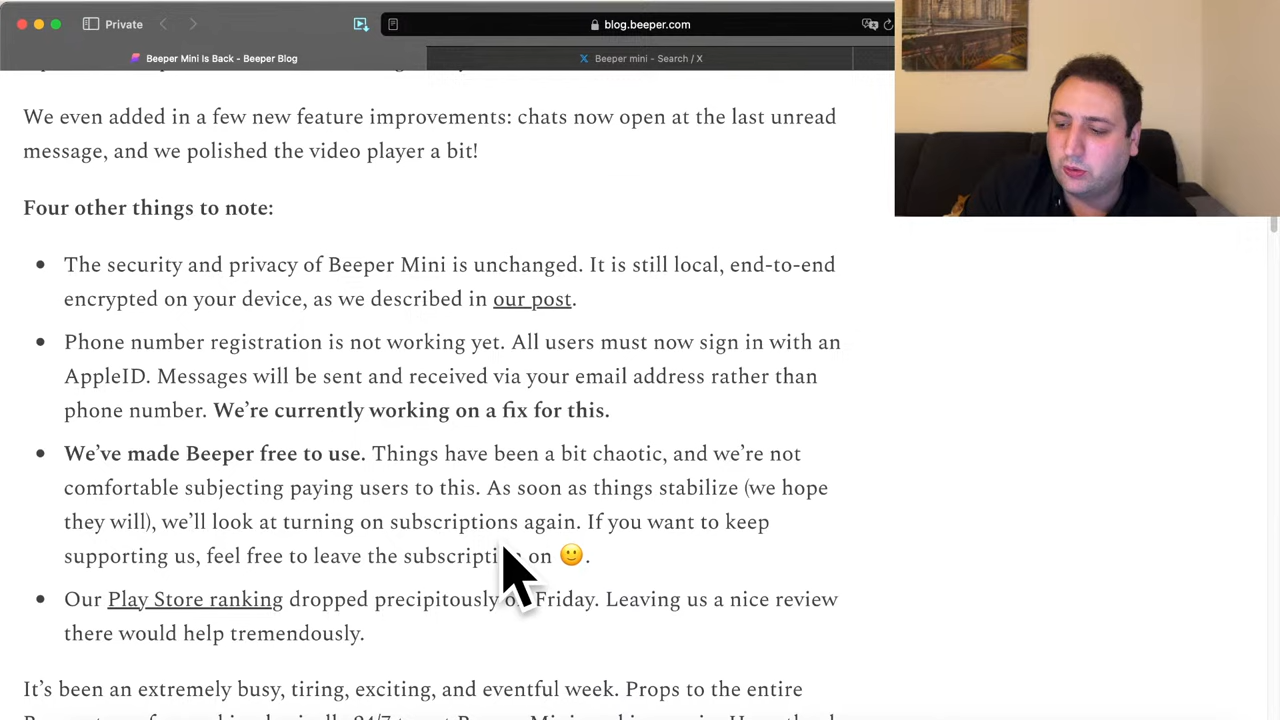 Private
blog.beeper.com
Beeper Mini Is Back - Beeper Blog
Beeper mini - Search / X
We even added in a few new feature improvements: chats now open at the last unread
message, and we polished the video player a bit!
Four other things to note:
• The security and privacy of Beeper Mini is unchanged. It is still local, end-to-end
encrypted on your device, as we described in our post.
• Phone number registration is not working yet. All users must now sign in with an
AppleID. Messages will be sent and received via your email address rather than
phone number. We’re currently working on a fix for this.
• We’ve made Beeper free to use. Things have been a bit chaotic, and we’re not
comfortable subjecting paying users to this. As soon as things stabilize (we hope
they will), we’ll look at turning on subscriptions again. If you want to keep
supporting us, feel free to leave the subscription on 🙂.
• Our Play Store ranking dropped precipitously on Friday. Leaving us a nice review
there would help tremendously.
It’s been an extremely busy, tiring, exciting, and eventful week. Props to the entire